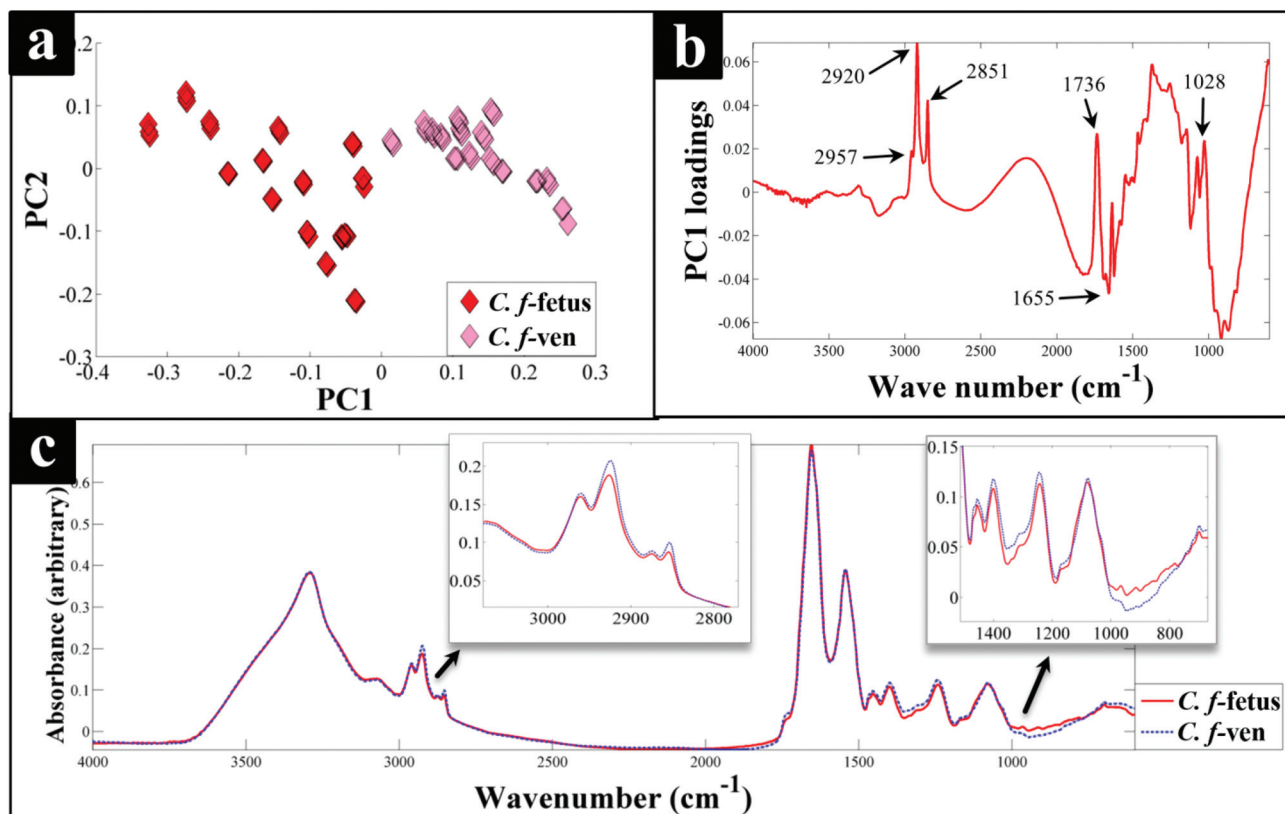 a
0.2
0.1
0
-0.1
-0.2
-0.3
-0.4 -0.3 -0.2 -0.1 0 0.1 0.2 0.3
PC2
PC1
C. f-fetus
C. f-ven
b
0.06
0.04
0.02
0
-0.02
-0.04
-0.06
4000 3000 2500 2000 1500 1000
PC1 loadings
Wave number (cm-1)
2920
2851
2957
1736
1028
1655
c
0.6
0.5
0.4
0.3
0.2
0.1
0
4000 3500 3000 2500 2000 1500 1000
Absorbance (arbitrary)
Wavenumber (cm-1)
0.2
0.15
0.1
0.05
3000 2900 2800
0.15
0.1
0.05
0
1400 1200 1000 800
C. f-fetus
C. f-ven